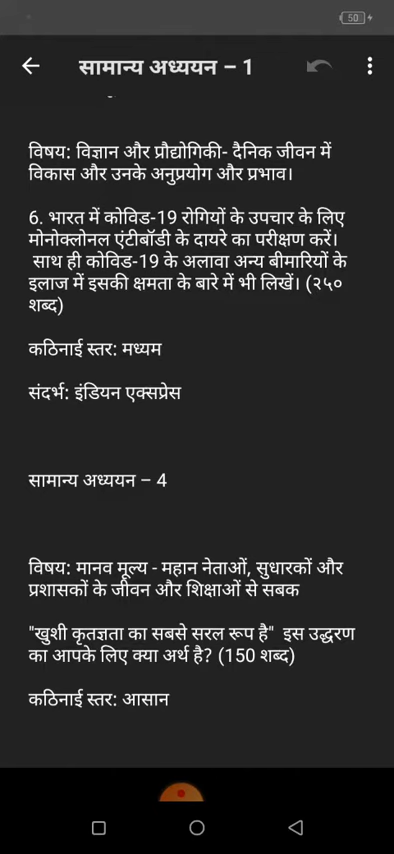 50
सामान्य अध्ययन – 1
विषय: विज्ञान और प्रौद्योगिकी- दैनिक जीवन में
विकास और उनके अनुप्रयोग और प्रभाव।
6. भारत में कोविड-19 रोगियों के उपचार के लिए
मोनोक्लोनल एंटीबॉडी के दायरे का परीक्षण करें।
साथ ही कोविड-19 के अलावा अन्य बीमारियों के
इलाज में इसकी क्षमता के बारे में भी लिखें। (२५०
शब्द)
कठिनाई स्तर: मध्यम
संदर्भ: इंडियन एक्सप्रेस
सामान्य अध्ययन – 4
विषय: मानव मूल्य - महान नेताओं, सुधारकों और
प्रशासकों के जीवन और शिक्षाओं से सबक
"खुशी कृतज्ञता का सबसे सरल रूप है" इस उद्धरण
का आपके लिए क्या अर्थ है? (150 शब्द)
कठिनाई स्तर: आसान